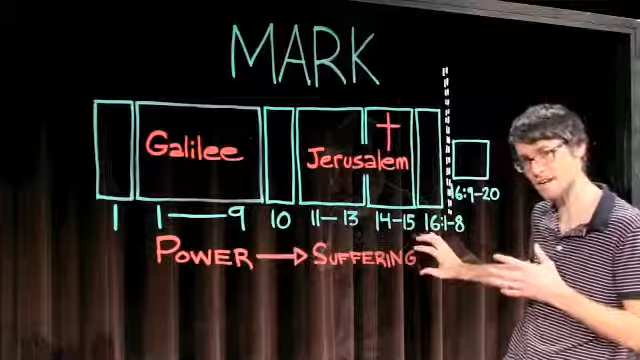 MARK
Galilee
Jerusalem
1 1 — 9 10 11 — 13 14-15 16:1-8
16:9-20
POWER → SUFFERING